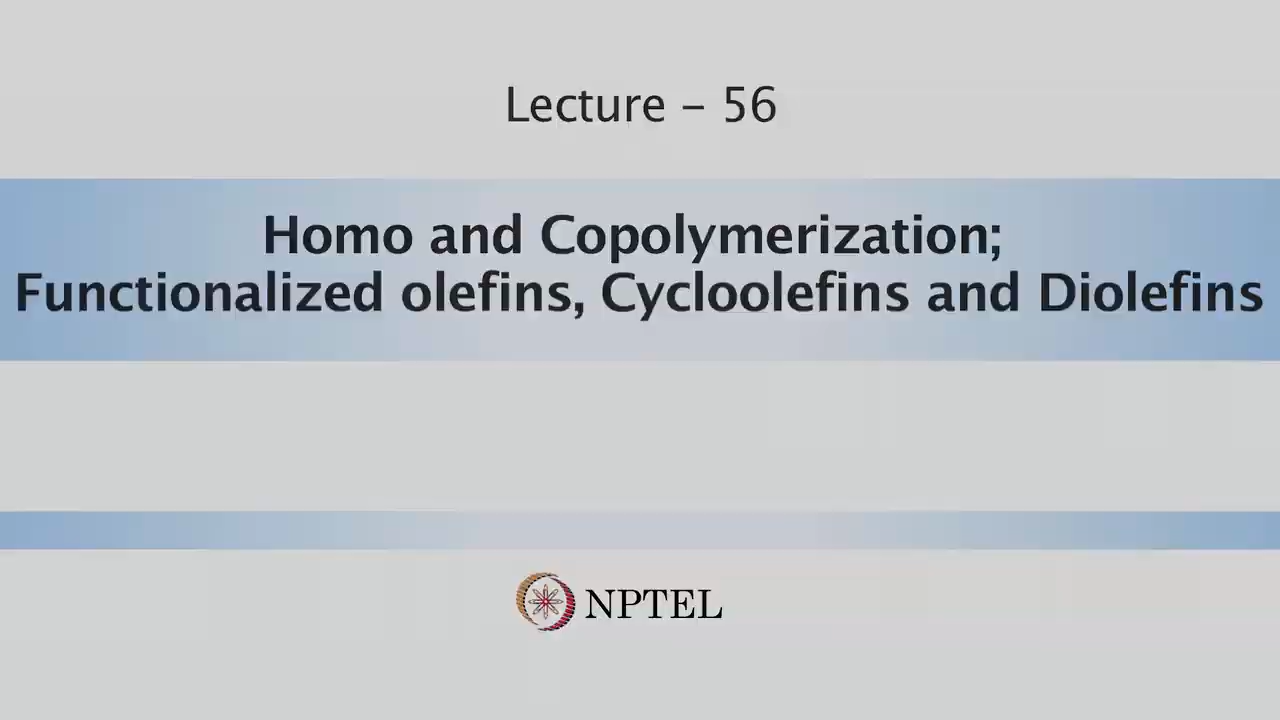 Lecture – 56
Homo and Copolymerization;
Functionalized olefins, Cycloolefins and Diolefins
NPTEL